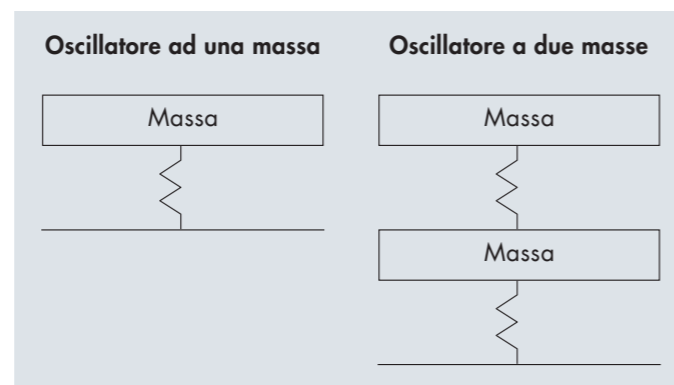 Oscillatore ad una massa
Massa
Oscillatore a due masse
Massa
Massa